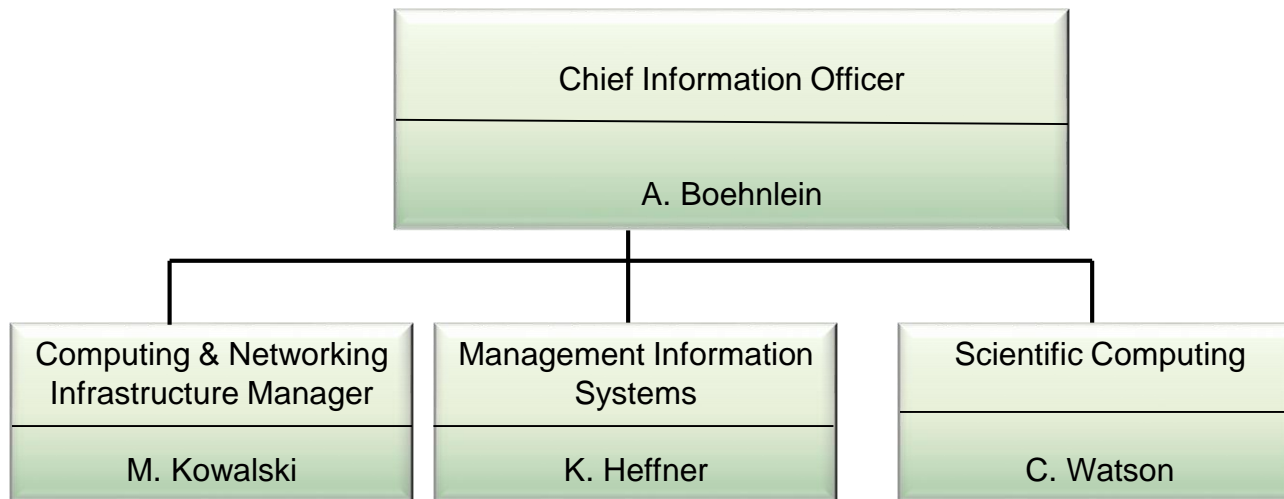 Chief Information Officer
A. Boehnlein
Computing & Networking
Infrastructure Manager
M. Kowalski
Management Information
Systems
K. Heffner
Scientific Computing
C. Watson